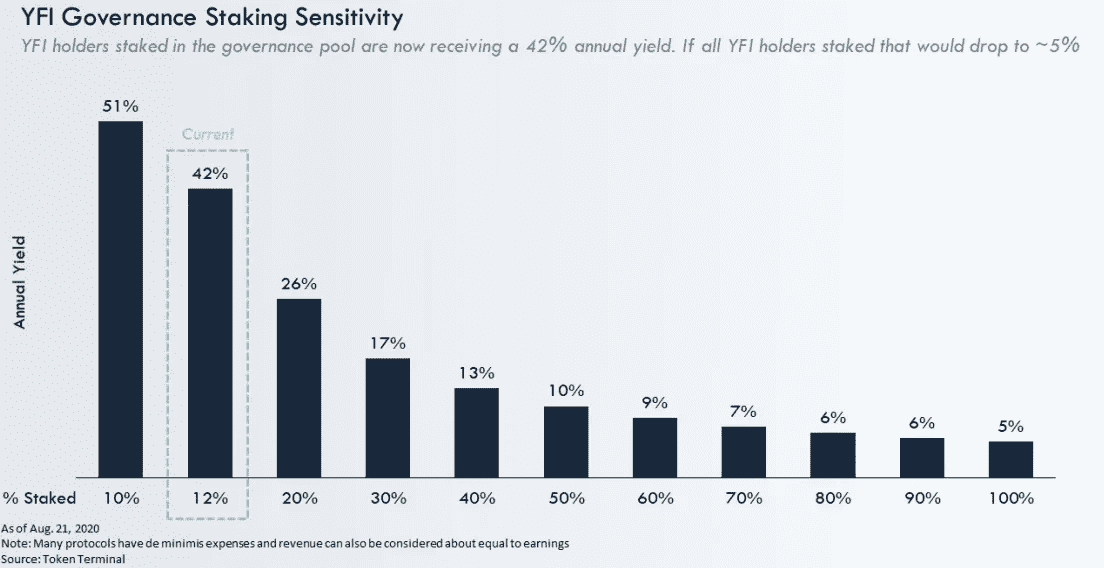 YFI Governance Staking Sensitivity
YFI holders staked in the governance pool are now receiving a 42% annual yield. If all YFI holders staked that would drop to ~5%
51%
Current
42%
26%
17%
13%
10%
9%
7%
6%
6%
5%
Annual Yield
% Staked 10% 12% 20% 30% 40% 50% 60% 70% 80% 90% 100%
As of Aug. 21, 2020
Note: Many protocols have de minimis expenses and revenue can also be considered about equal to earnings
Source: Token Terminal